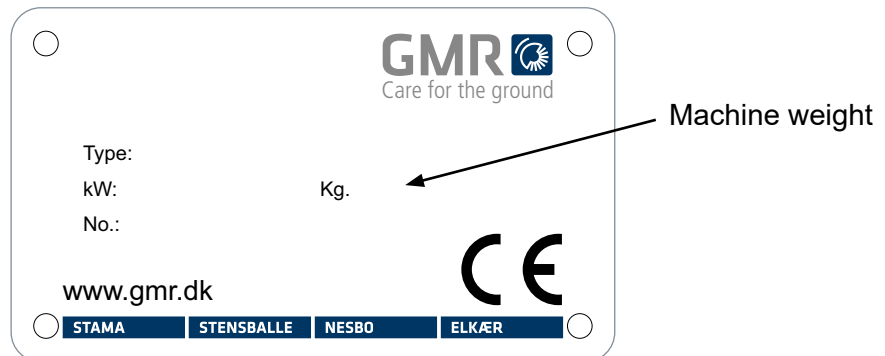 GMR
Care for the ground
Machine weight
Type:
kW: Kg.
No.:
CE
www.gmr.dk
STAMA STENSBALLE NESBO ELKÆR